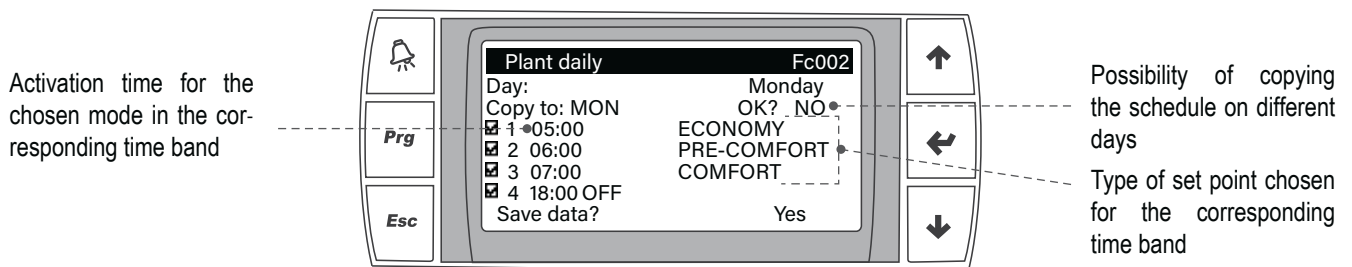 Activation time for the
chosen mode in the cor-
responding time band
Prg
Esc
Plant daily Fc002
Day: Monday
Copy to: MON OK? NO
1 05:00 ECONOMY
2 06:00 PRE-COMFORT
3 07:00 COMFORT
4 18:00 OFF
Save data? Yes
Possibility of copying
the schedule on different
days
Type of set point chosen
for the corresponding
time band